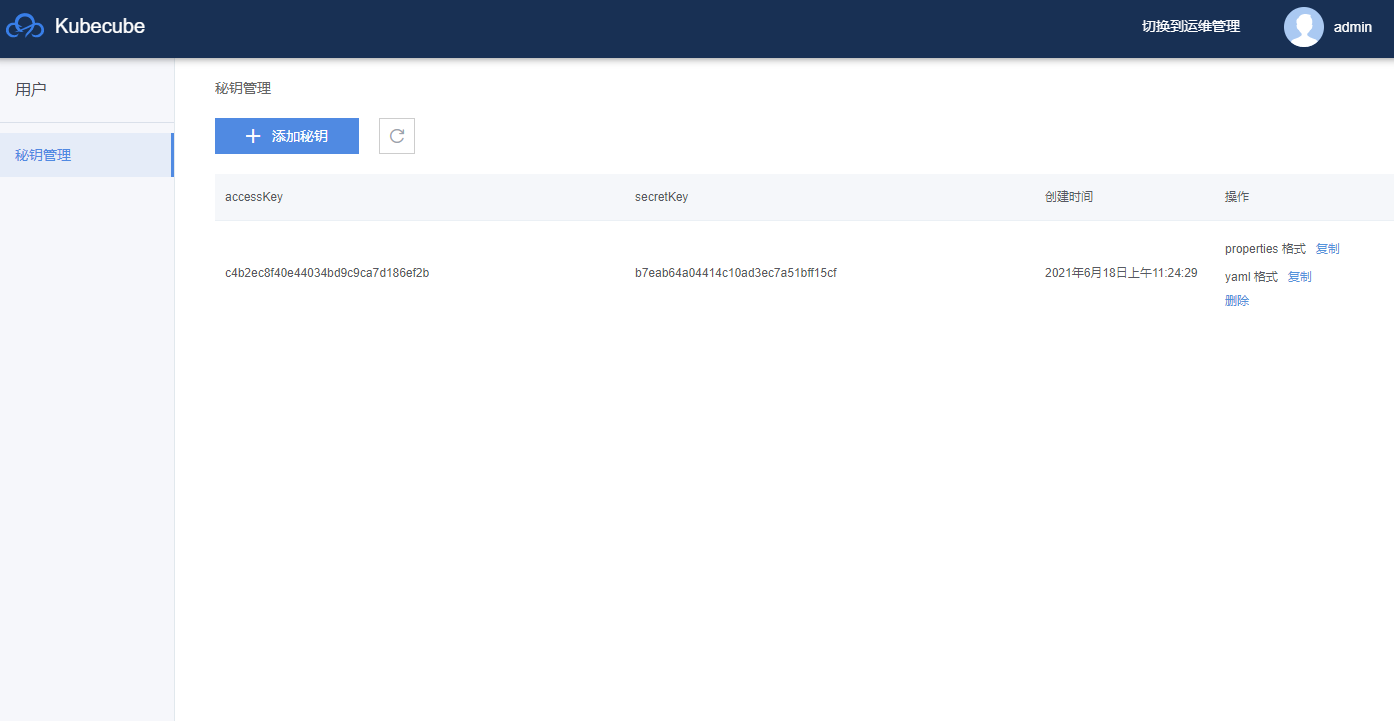 Kubecube
切换到运维管理
admin
用户
秘钥管理
秘钥管理
添加秘钥
accessKey secretKey 创建时间 操作
c4b2ec8f40e44034bd9c9ca7d186ef2b b7eab64a04414c10ad3ec7a51bff15cf 2021年6月18日上午11:24:29
properties 格式 复制
yaml 格式 复制
删除